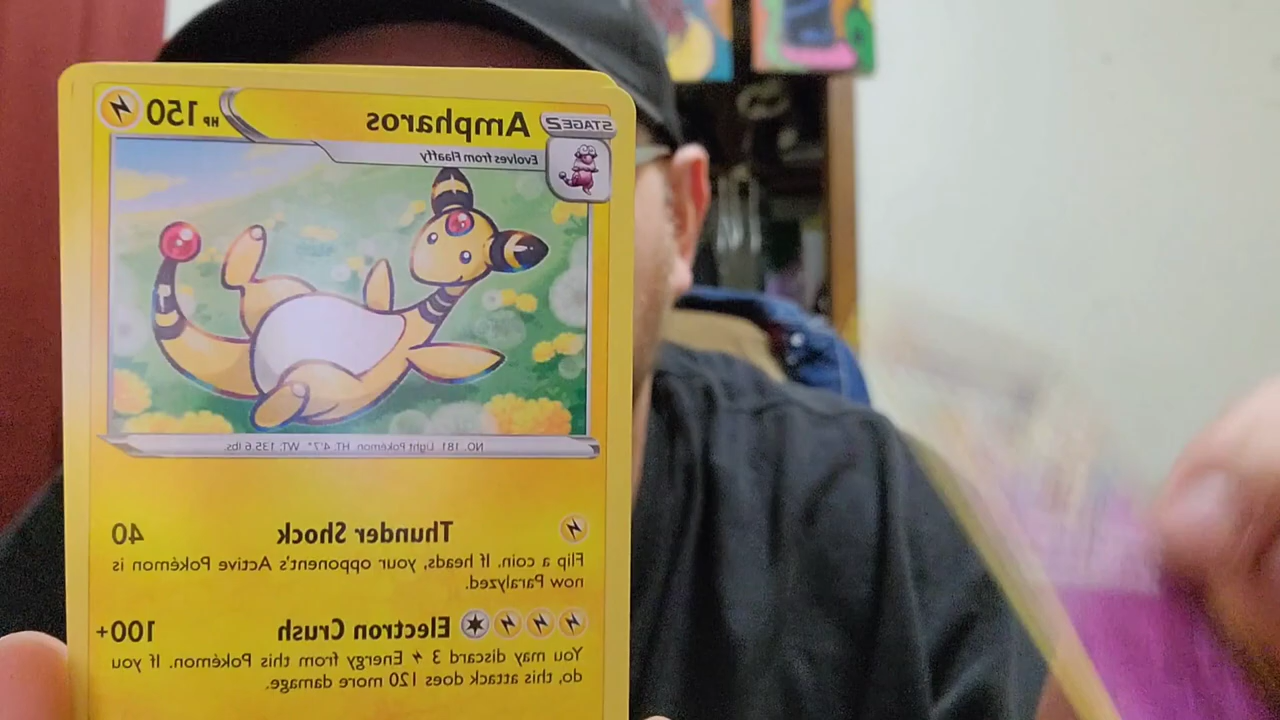 STAGE2 Ampharos HP 150
Evolves from Flaaffy
NO. 181 Light Pokémon HT: 4'7" WT: 135.6 lbs.
Thunder Shock 40
Flip a coin. If heads, your opponent's Active Pokémon is
now Paralyzed.
Electron Crush 100+
You may discard 3 Energy from this Pokémon. If you
do, this attack does 120 more damage.